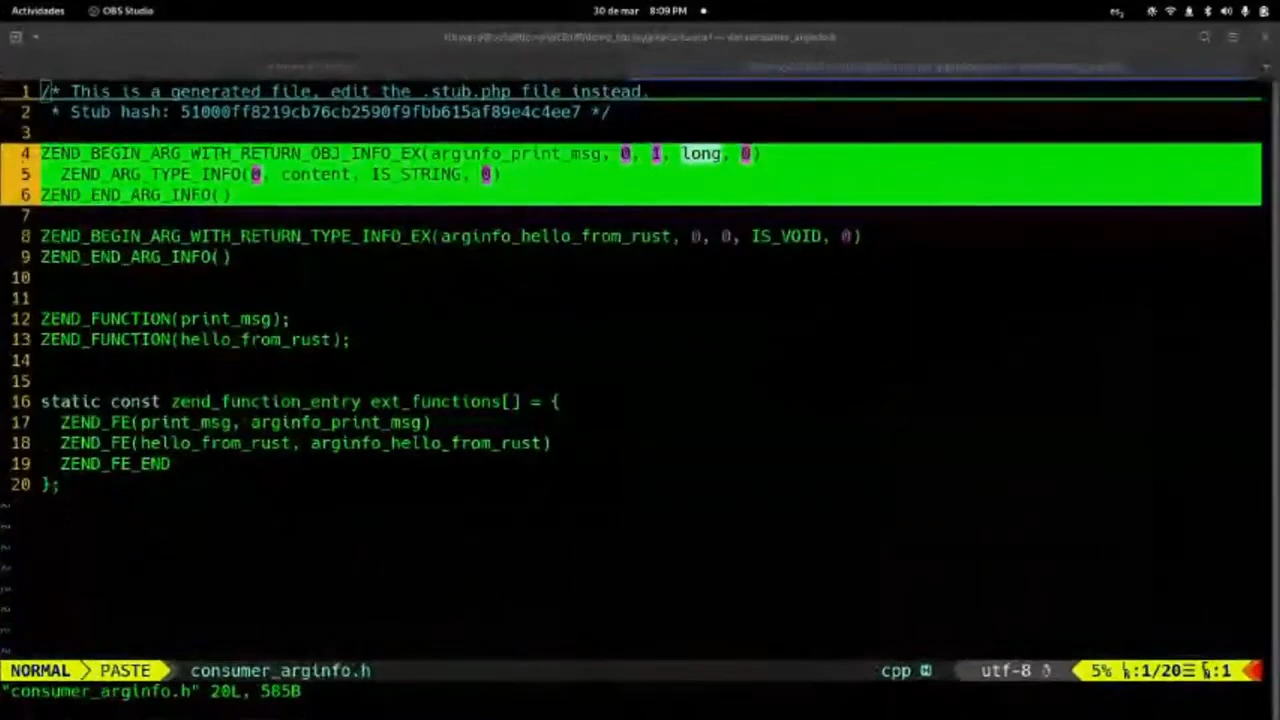 Actividades OBS Studio 30 de mar 8:09 PM es₂
1 /* This is a generated file, edit the .stub.php file instead.
2 * Stub hash: 51000ff8219cb76cb2590f9fbb615af89e4c4ee7 */
3
4 ZEND_BEGIN_ARG_WITH_RETURN_OBJ_INFO_EX(arginfo_print_msg, 0, 1, long, 0)
5 ZEND_ARG_TYPE_INFO(0, content, IS_STRING, 0)
6 ZEND_END_ARG_INFO()
7
8 ZEND_BEGIN_ARG_WITH_RETURN_TYPE_INFO_EX(arginfo_hello_from_rust, 0, 0, IS_VOID, 0)
9 ZEND_END_ARG_INFO()
10
11
12 ZEND_FUNCTION(print_msg);
13 ZEND_FUNCTION(hello_from_rust);
14
15
16 static const zend_function_entry ext_functions[] = {
17 ZEND_FE(print_msg, arginfo_print_msg)
18 ZEND_FE(hello_from_rust, arginfo_hello_from_rust)
19 ZEND_FE_END
20 };
~
~
~
~
~
~
~
NORMAL PASTE consumer_arginfo.h cpp utf-8 5% :1/20 :1
"consumer_arginfo.h" 20L, 585B